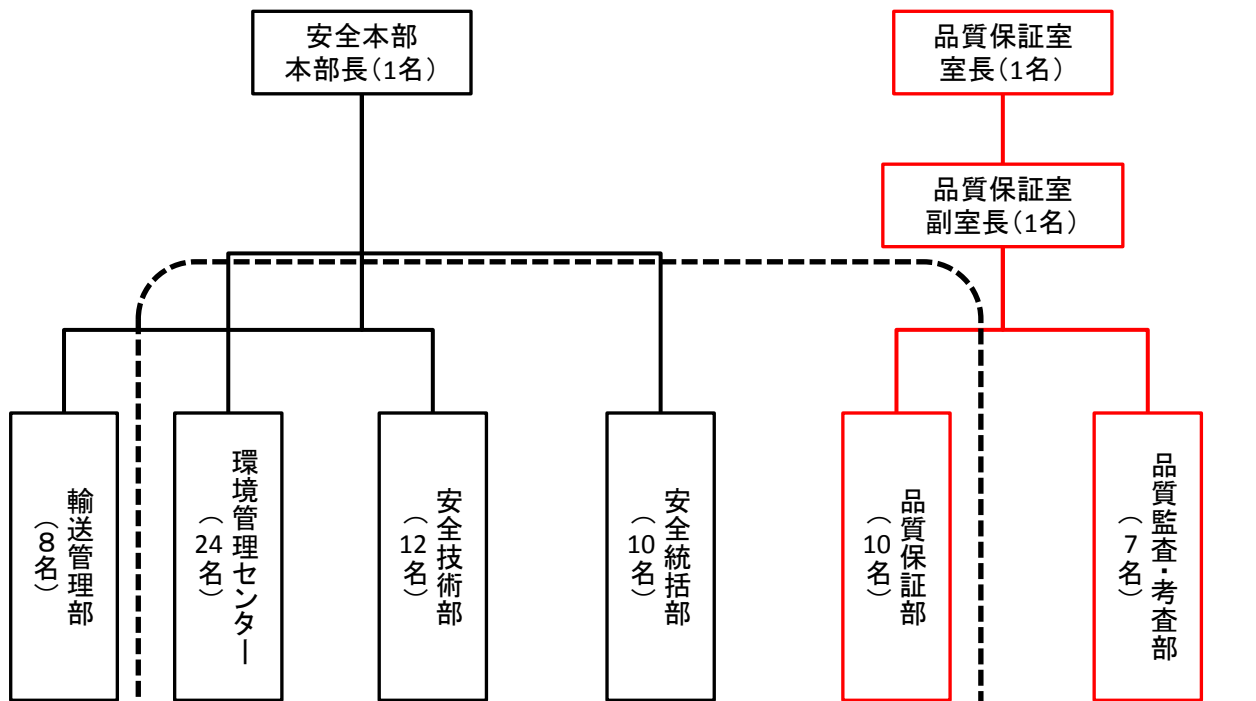 安全本部
本部長（1名）
品質保証室
室長（1名）
品質保証室
副室長（1名）
輸送管理部
（８名）
環境管理センター
（24名）
安全技術部
（12名）
安全統括部
（10名）
品質保証部
（10名）
品質監査・考査部
（7名）